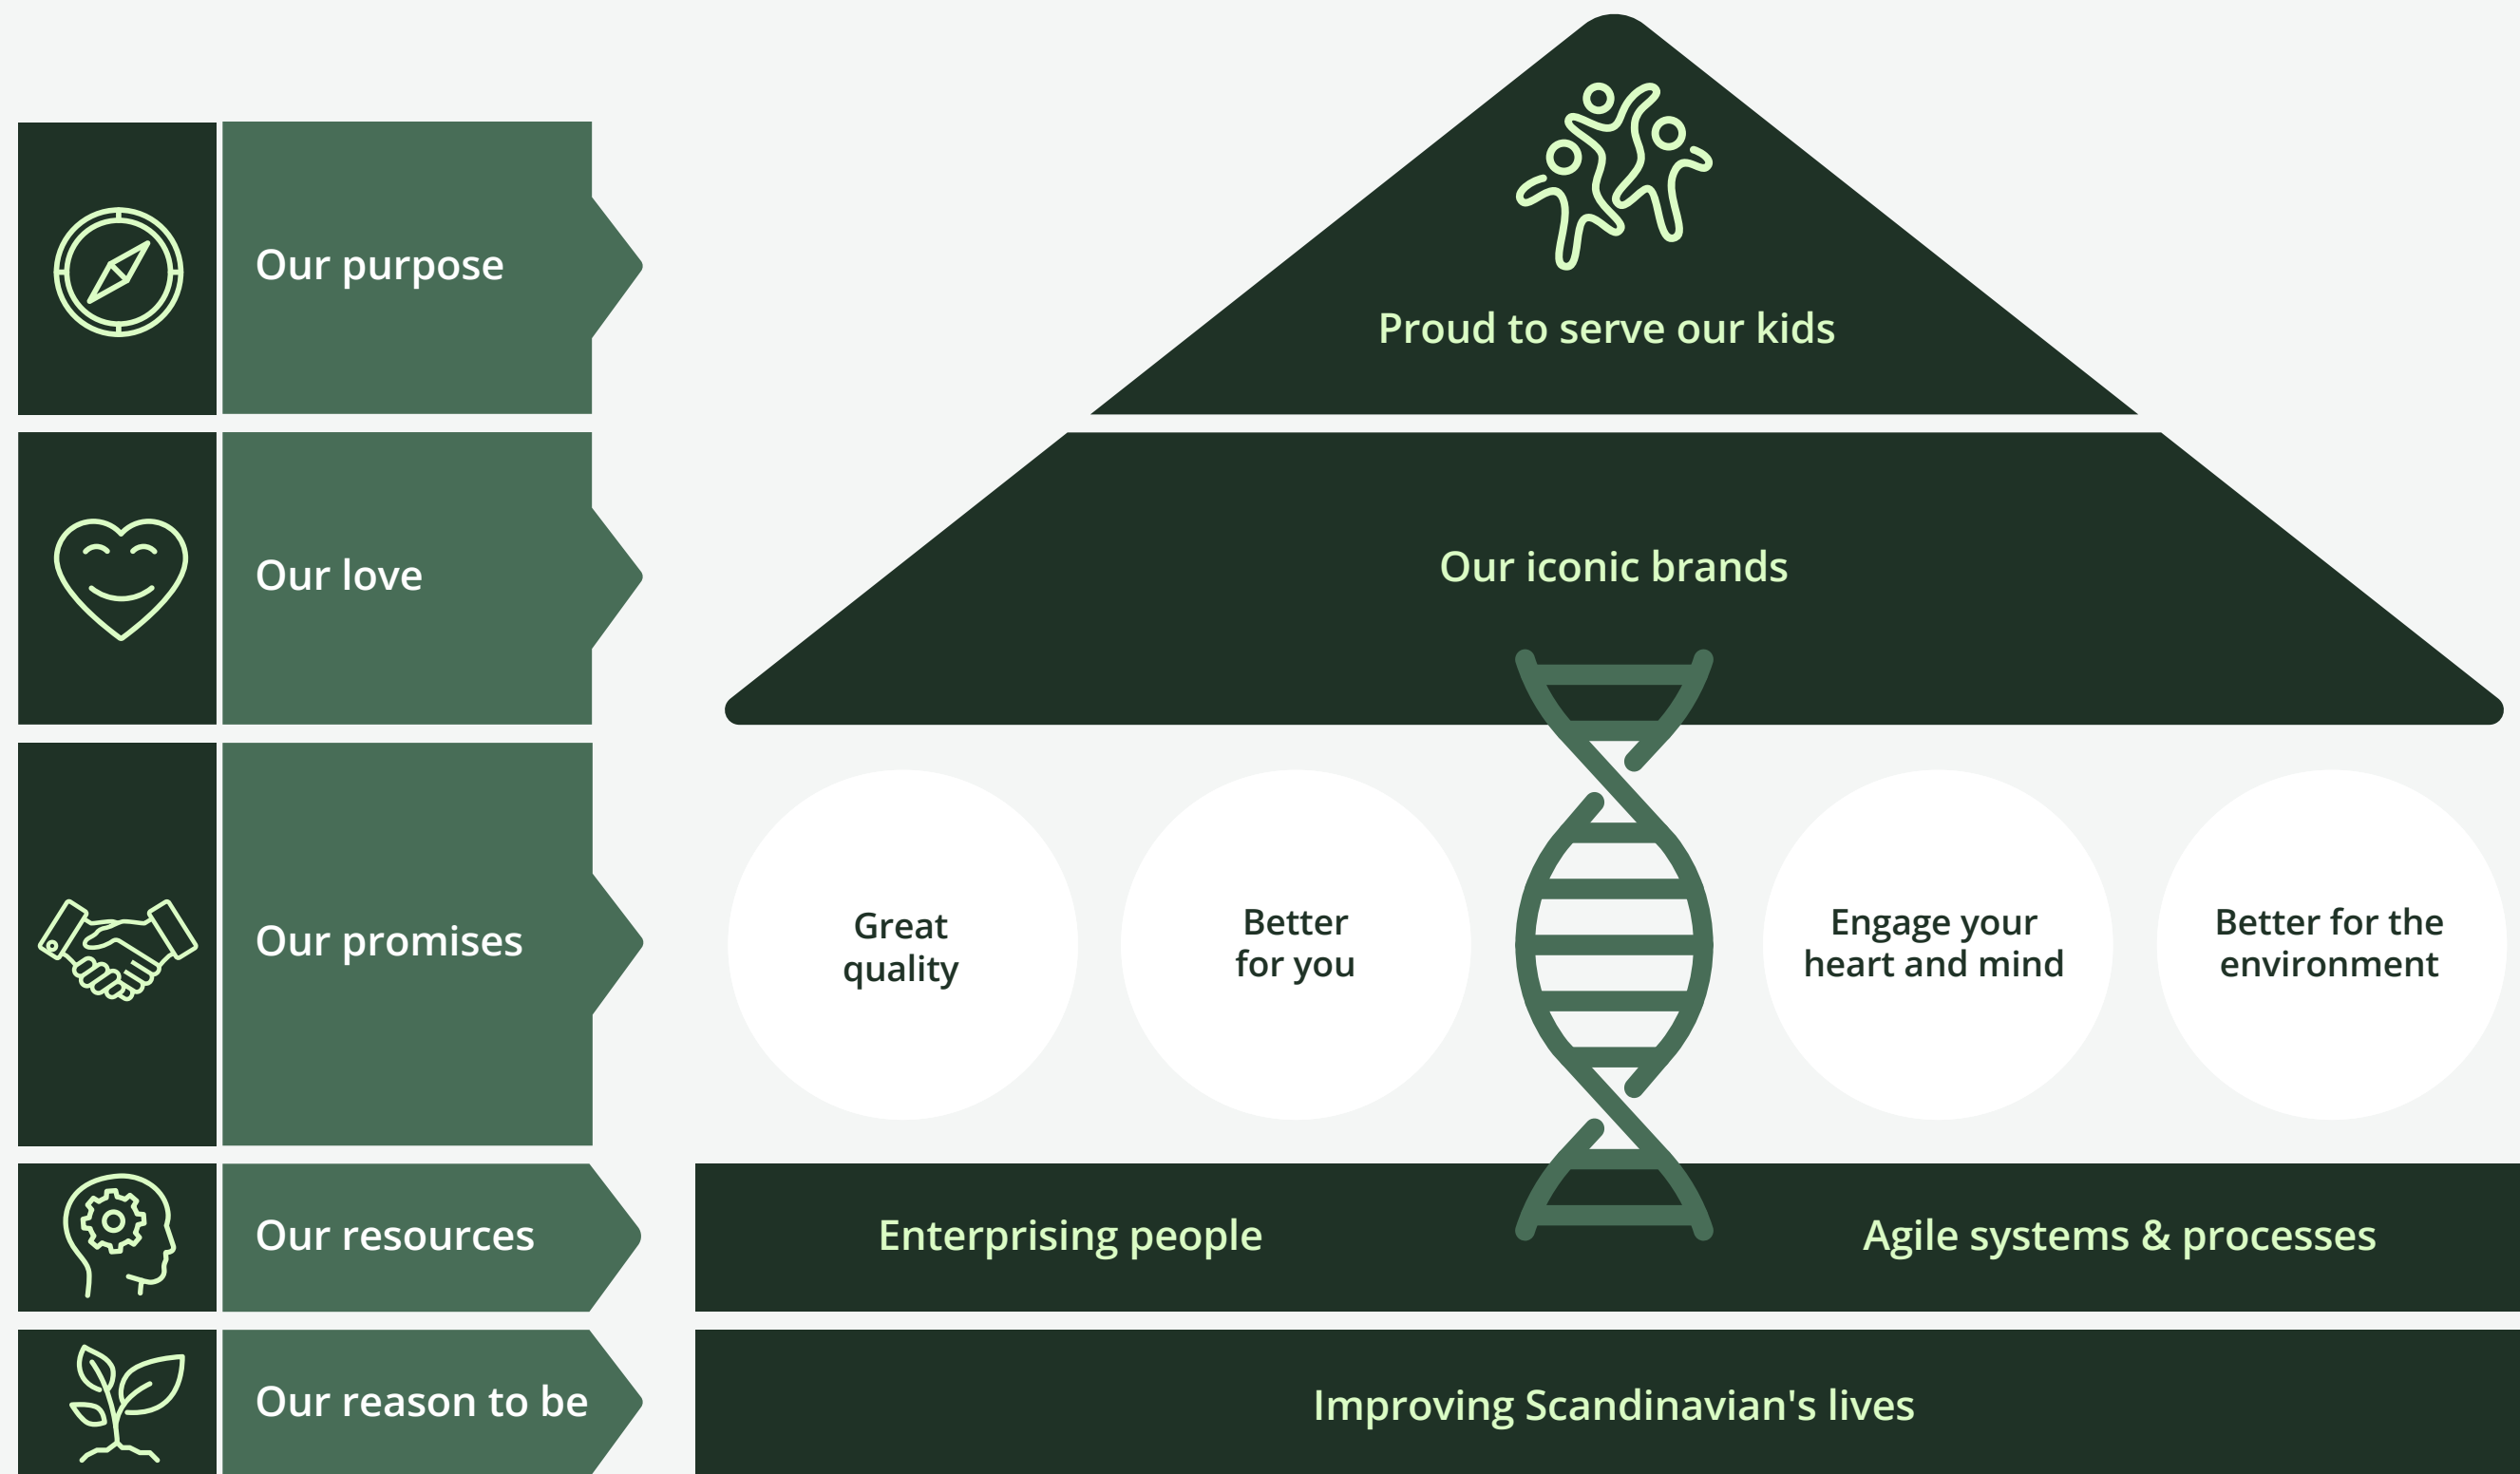 Our purpose
Proud to serve our kids
Our love
Our iconic brands
Our promises
Great
quality
Better
for you
Engage your
heart and mind
Better for the
environment
Our resources
Enterprising people
Agile systems & processes
Our reason to be
Improving Scandinavian's lives